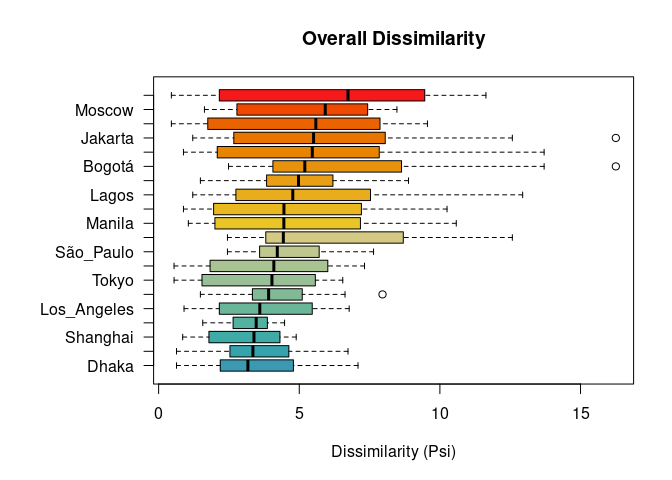 Overall Dissimilarity
Moscow
Jakarta
Bogotá
Lagos
Manila
São_Paulo
Tokyo
Los_Angeles
Shanghai
Dhaka
0 5 10 15
Dissimilarity (Psi)